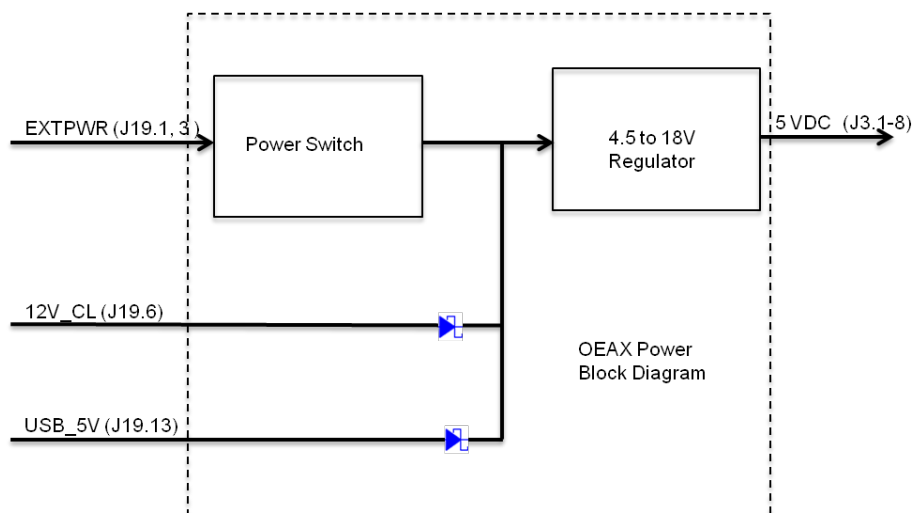 EXTPWR (J19.1, 3 )
Power Switch
4.5 to 18V
Regulator
5 VDC (J3.1-8)
12V_CL (J19.6)
OEAX Power
Block Diagram
USB_5V (J19.13)